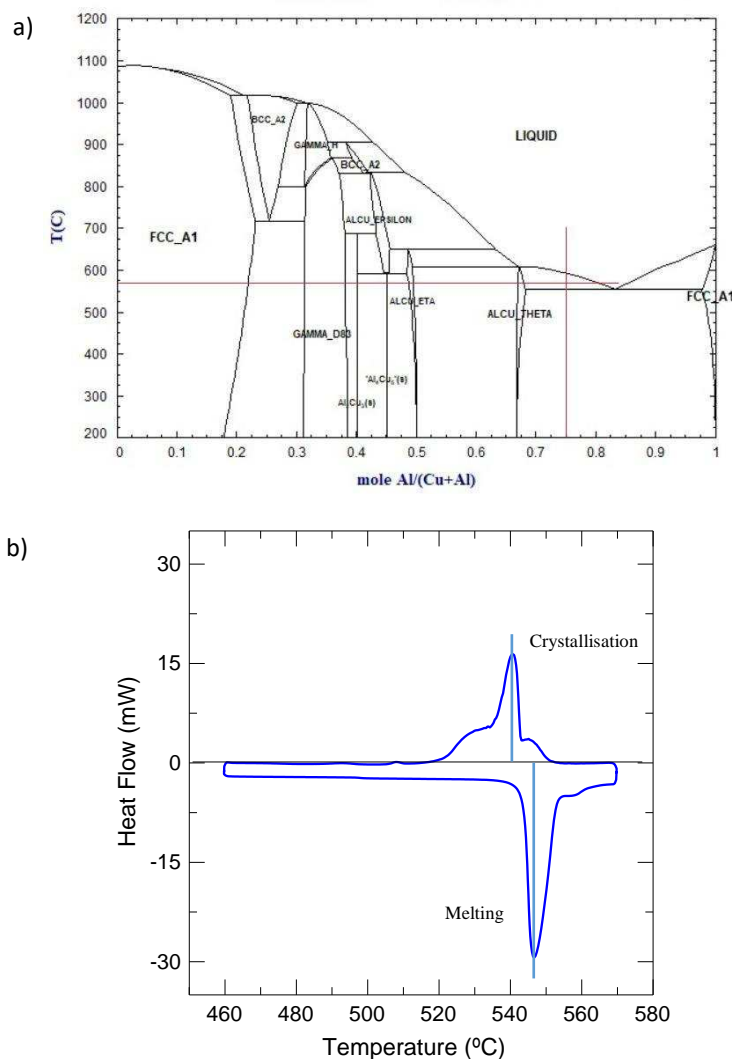 a)
1200
1100
1000
900
800
700
600
500
400
300
200
T(C)
BCC_A2
GAMMA_H
BCC_A2
LIQUID
FCC_A1
ALCU_EPSILON
ALCU_ETA
ALCU_THETA
FCC_A1
GAMMA_D83
0 0.1 0.2 0.3 0.4 0.5 0.6 0.7 0.8 0.9 1
mole Al/(Cu+Al)
b)
30
15
0
-15
-30
Heat Flow (mW)
Crystallisation
Melting
460 480 500 520 540 560 580
Temperature (ºC)